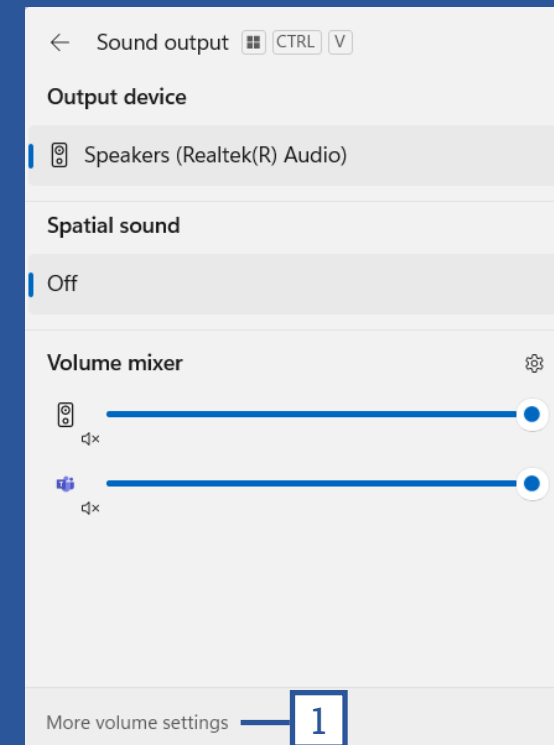 Sound output CTRL V
Output device
Speakers (Realtek(R) Audio)
Spatial sound
Off
Volume mixer
More volume settings 1